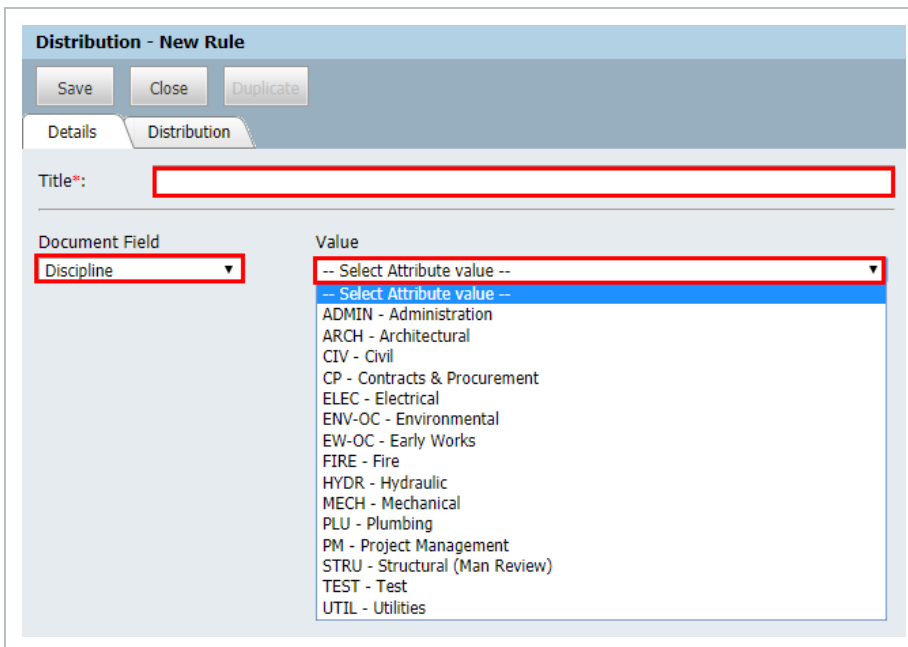 Distribution - New Rule
Save Close Duplicate
Details Distribution
Title*:
Document Field Value
Discipline -- Select Attribute value --
-- Select Attribute value --
ADMIN - Administration
ARCH - Architectural
CIV - Civil
CP - Contracts & Procurement
ELEC - Electrical
ENV-OC - Environmental
EW-OC - Early Works
FIRE - Fire
HYDR - Hydraulic
MECH - Mechanical
PLU - Plumbing
PM - Project Management
STRU - Structural (Man Review)
TEST - Test
UTIL - Utilities